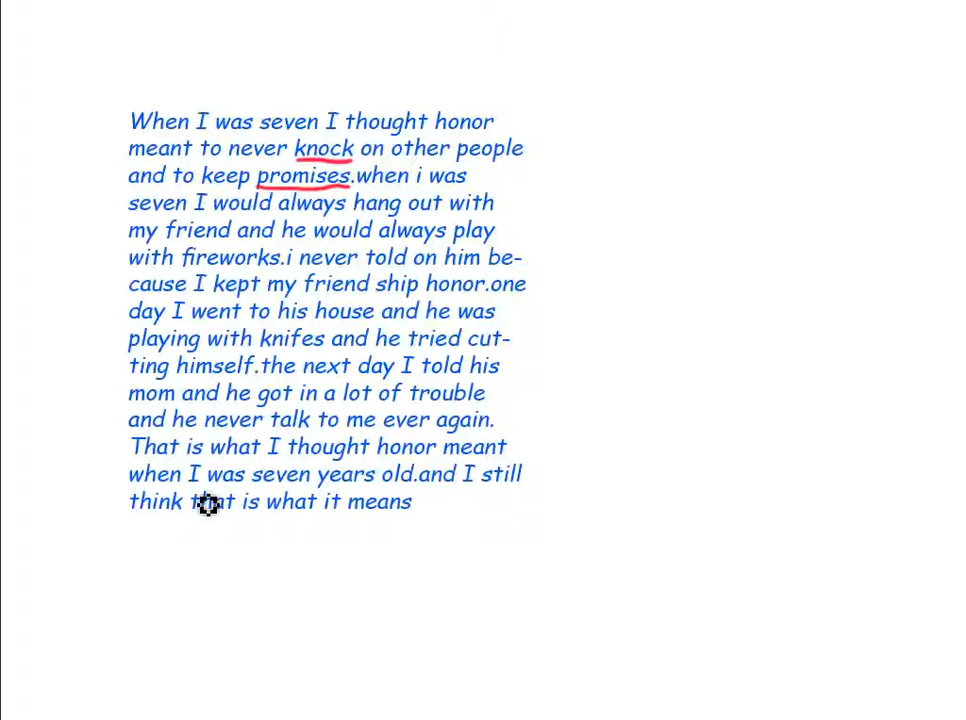 When I was seven I thought honor
meant to never knock on other people
and to keep promises.when i was
seven I would always hang out with
my friend and he would always play
with fireworks.i never told on him be-
cause I kept my friend ship honor.one
day I went to his house and he was
playing with knifes and he tried cut-
ting himself.the next day I told his
mom and he got in a lot of trouble
and he never talk to me ever again.
That is what I thought honor meant
when I was seven years old.and I still
think that is what it means